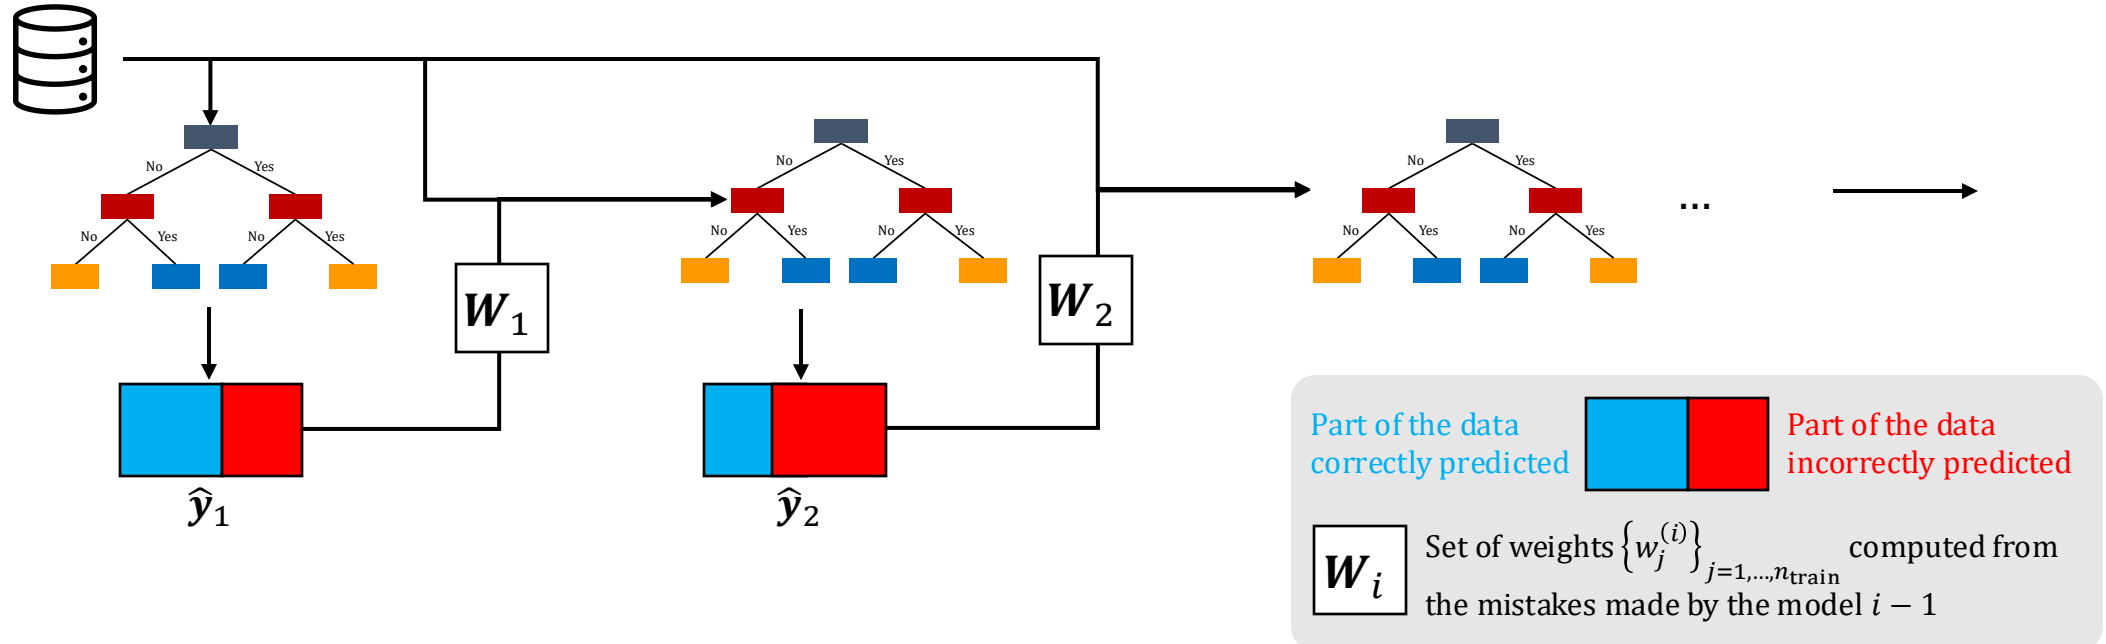 No Yes
No Yes No Yes
No Yes
No Yes No Yes
No Yes
No Yes No Yes
...
W₁
W₂
ŷ₁
ŷ₂
Part of the data
correctly predicted
Part of the data
incorrectly predicted
Wᵢ
Set of weights {w_j^(i)}_{j=1,…,n_train} computed from
the mistakes made by the model i − 1